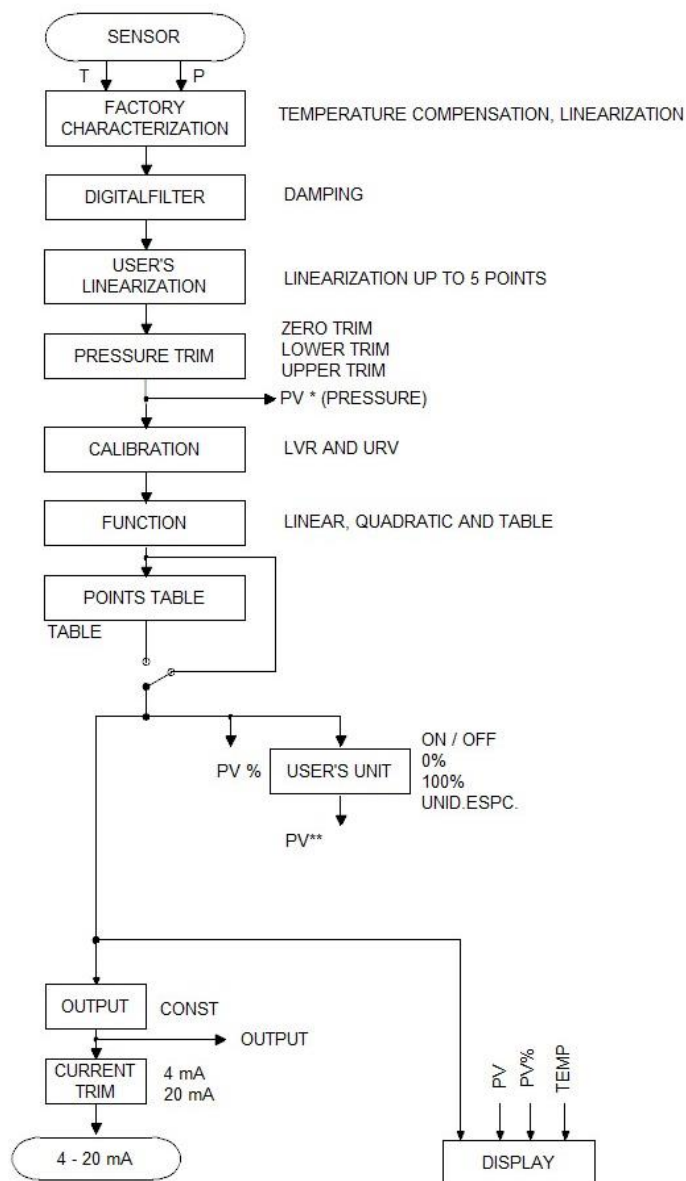 SENSOR
T
P
FACTORY
CHARACTERIZATION
TEMPERATURE COMPENSATION, LINEARIZATION
DIGITALFILTER
DAMPING
USER'S
LINEARIZATION
LINEARIZATION UP TO 5 POINTS
PRESSURE TRIM
ZERO TRIM
LOWER TRIM
UPPER TRIM
PV * (PRESSURE)
CALIBRATION
LVR AND URV
FUNCTION
LINEAR, QUADRATIC AND TABLE
POINTS TABLE
TABLE
PV %
USER'S UNIT
ON / OFF
0%
100%
UNID.ESPC.
PV**
OUTPUT
CONST
OUTPUT
CURRENT
TRIM
4 mA
20 mA
4 - 20 mA
PV
PV%
TEMP
DISPLAY